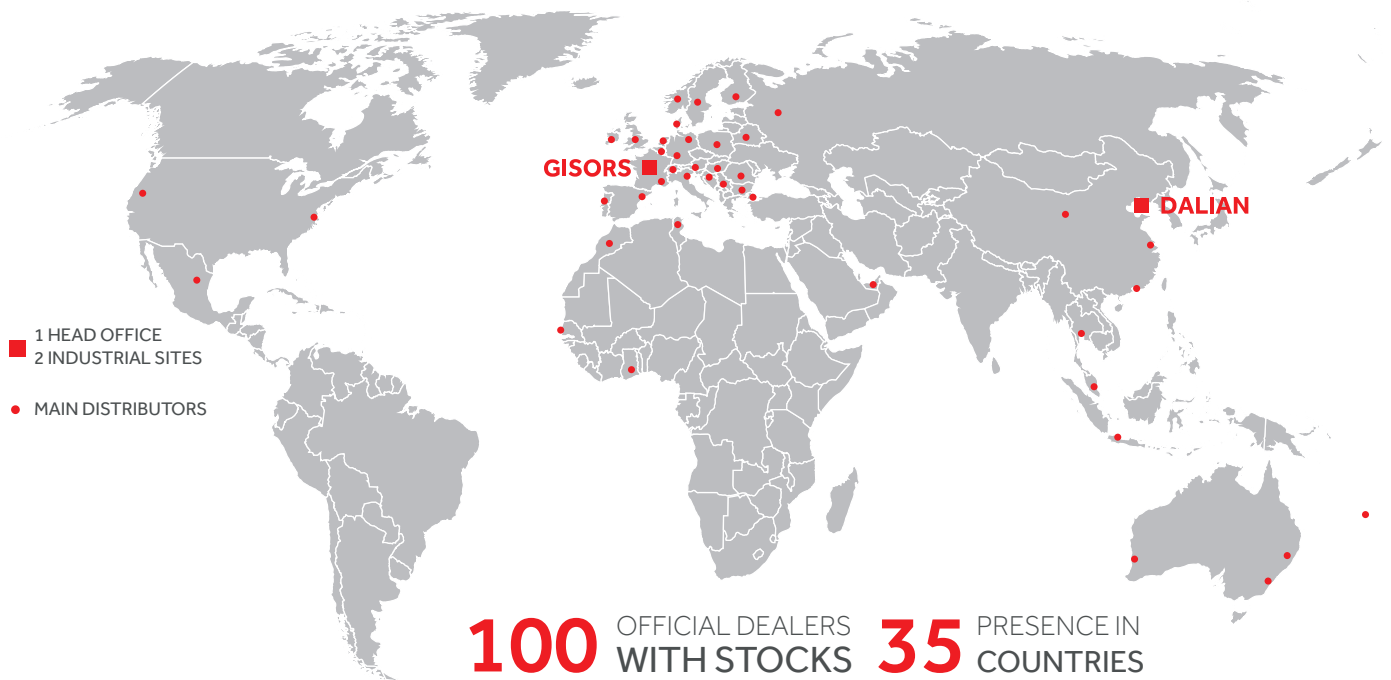 GISORS
DALIAN
1 HEAD OFFICE
2 INDUSTRIAL SITES
MAIN DISTRIBUTORS
100 OFFICIAL DEALERS
WITH STOCKS
35 PRESENCE IN
COUNTRIES